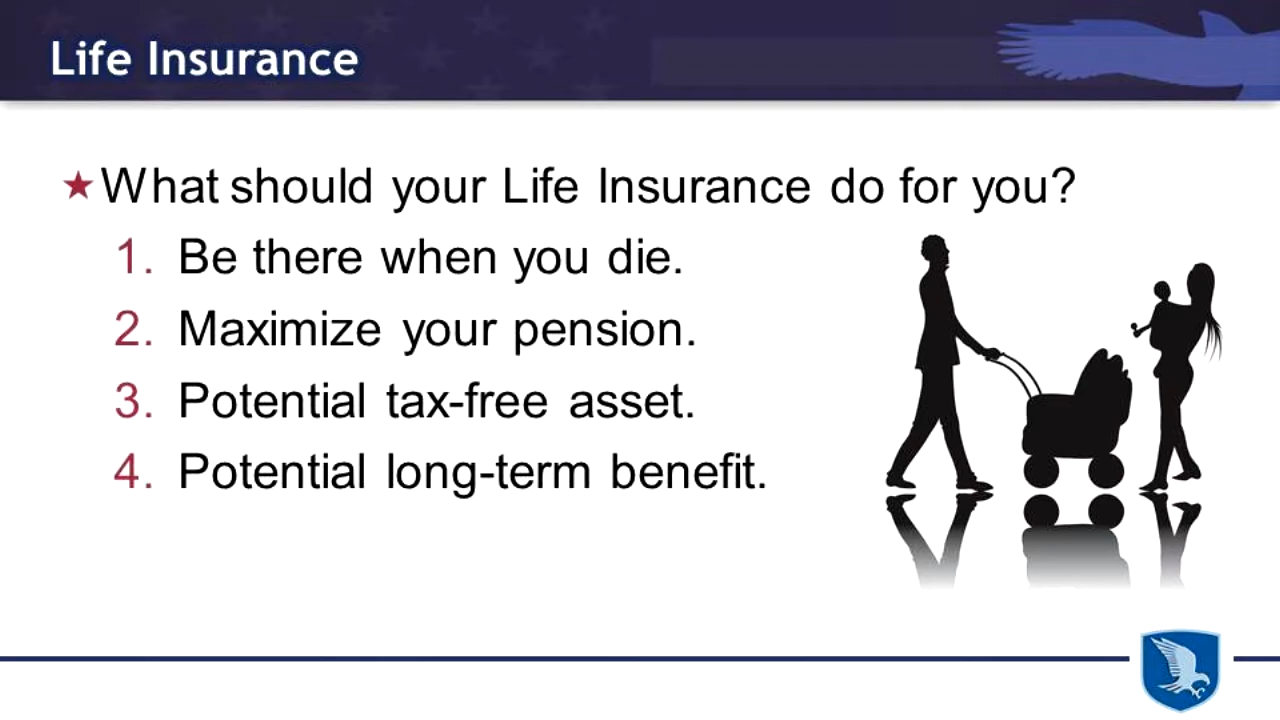 Life Insurance
★What should your Life Insurance do for you?
1. Be there when you die.
2. Maximize your pension.
3. Potential tax-free asset.
4. Potential long-term benefit.